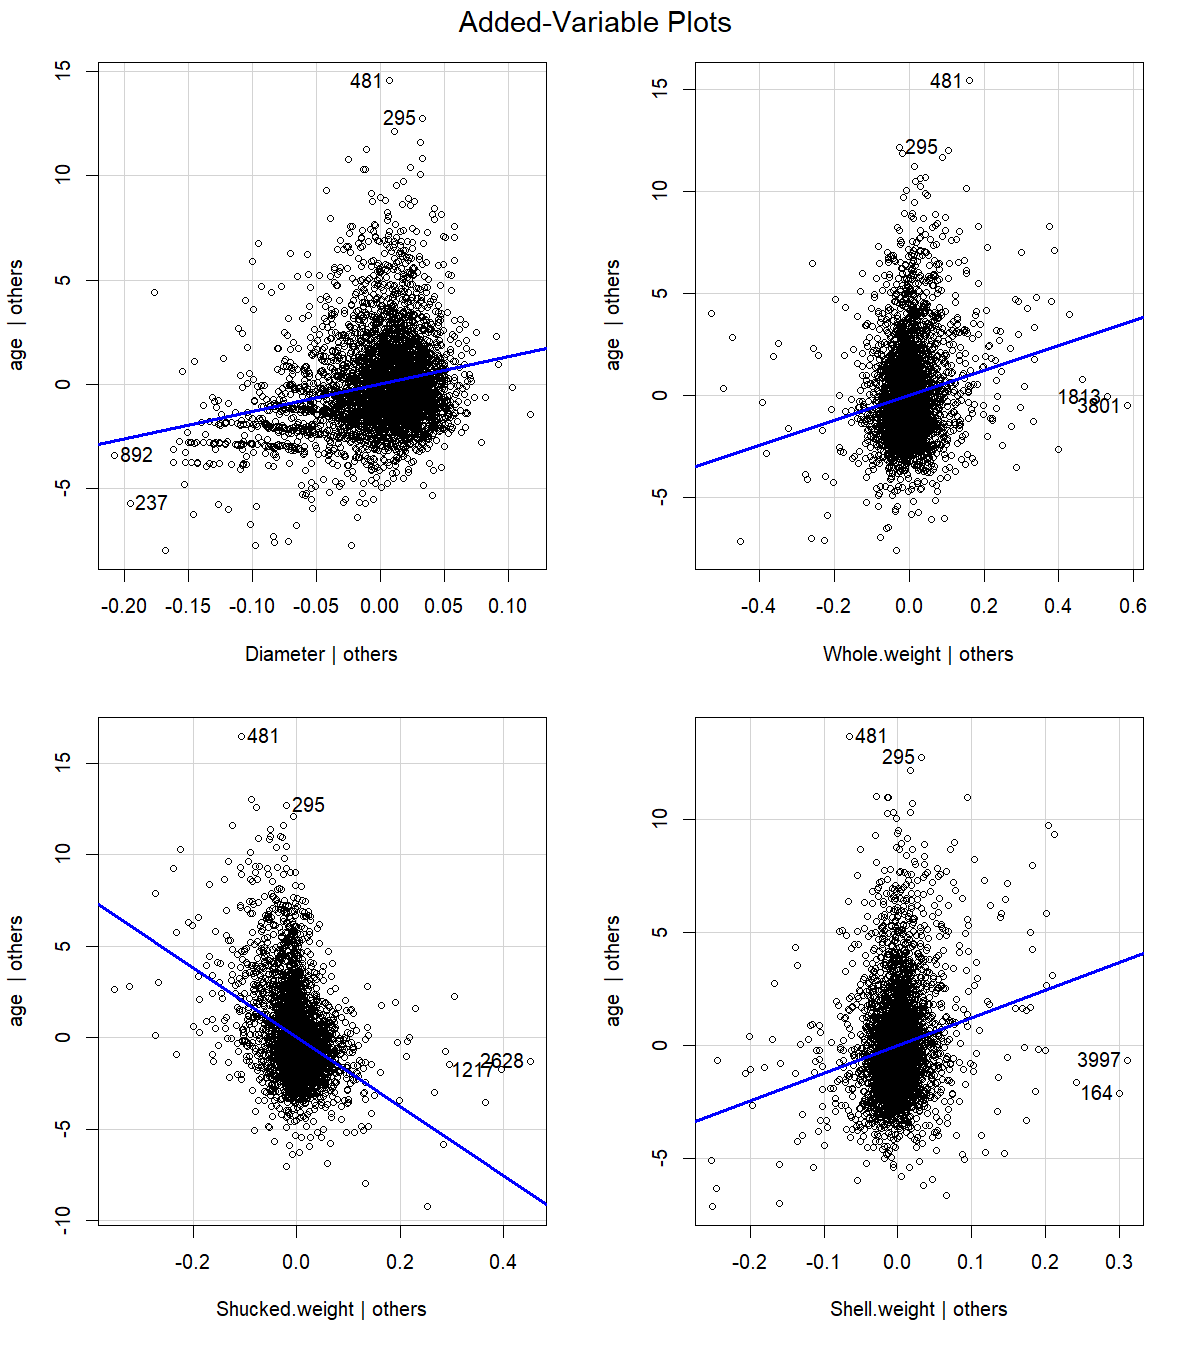 Added-Variable Plots
15
10
5
0
-5
age | others
481
295
892
237
-0.20 -0.15 -0.10 -0.05 0.00 0.05 0.10
Diameter | others
15
10
5
0
-5
age | others
481
295
1813
3801
-0.4 -0.2 0.0 0.2 0.4 0.6
Whole.weight | others
15
10
5
0
-5
-10
age | others
481
295
2628
1217
-0.2 0.0 0.2 0.4
Shucked.weight | others
10
5
0
-5
age | others
481
295
3997
164
-0.2 -0.1 0.0 0.1 0.2 0.3
Shell.weight | others